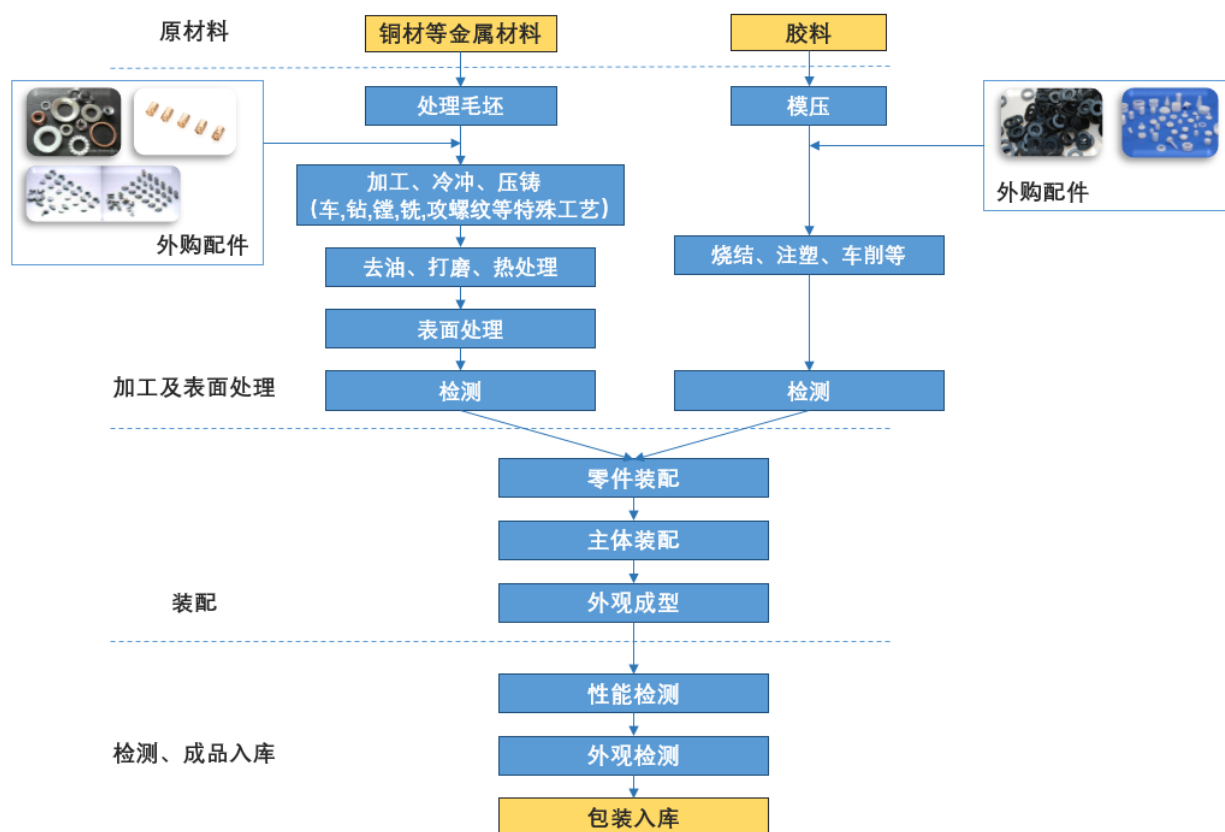 原材料
铜材等金属材料
胶料
处理毛坯
模压
外购配件
外购配件
加工、冷冲、压铸
(车,钻,镗,铣,攻螺纹等特殊工艺)
去油、打磨、热处理
烧结、注塑、车削等
表面处理
加工及表面处理
检测
检测
零件装配
主体装配
装配
外观成型
性能检测
检测、成品入库
外观检测
包装入库